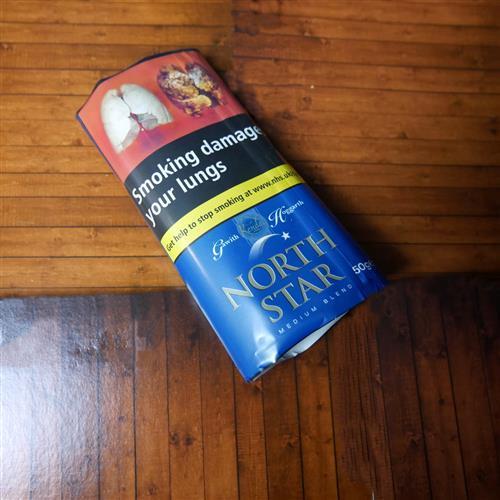 Smoking damages
your lungs
Get help to stop smoking at www.nhs.uk
Gawith Hoggarth
Kendal
NORTH
STAR
50g
MEDIUM BLEND